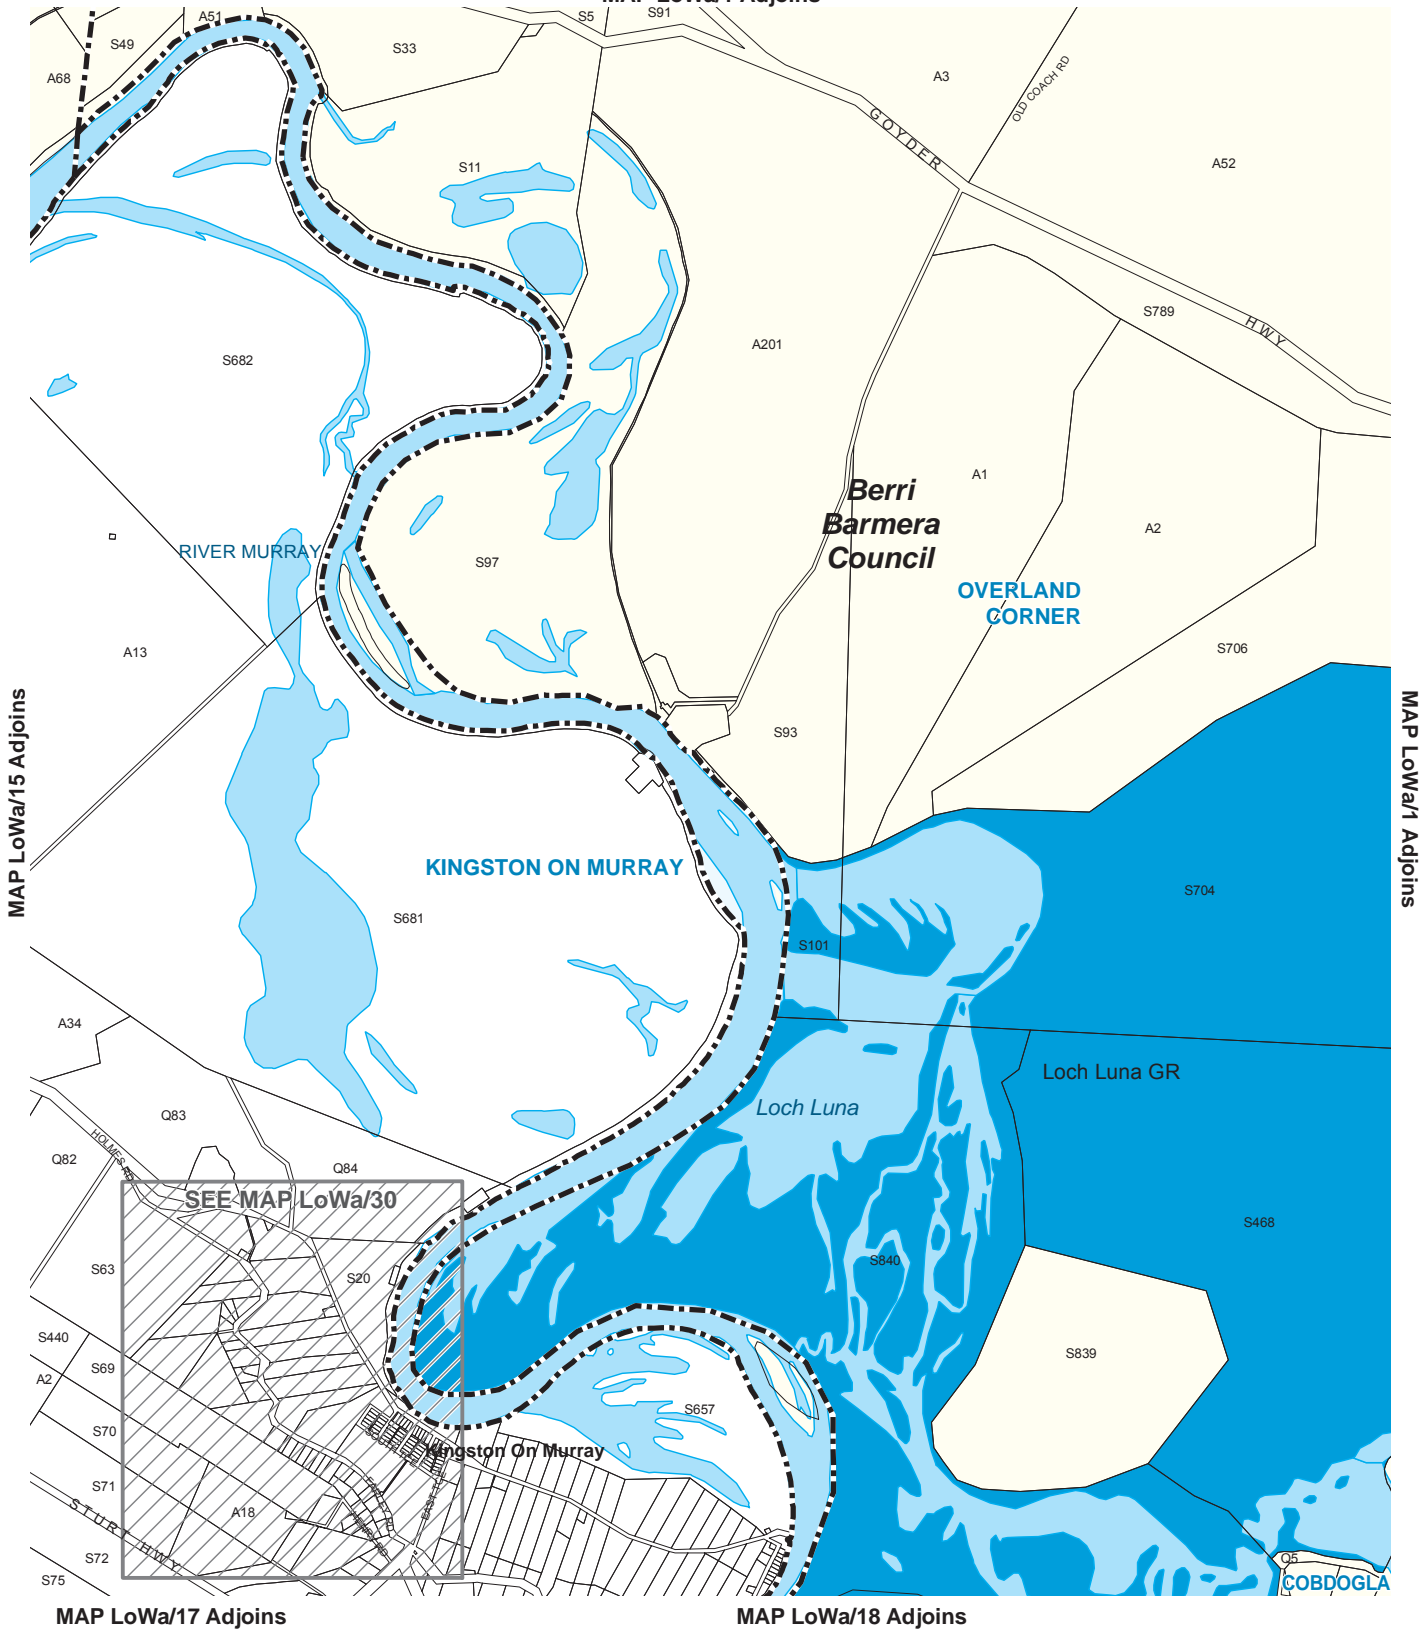 MAP LoWa/1 Adjoins
A51
S5
S91
S49
S33
A68
A3
OLD COACH RD
GOYDER
S11
A52
S789
HWY
S682
A201
A1
Berri
Barmera
Council
A2
RIVER MURRAY
S97
OVERLAND
CORNER
A13
S706
MAP LoWa/15 Adjoins
MAP LoWa/1 Adjoins
S93
KINGSTON ON MURRAY
S704
S681
S101
A34
Loch Luna GR
Q83
Loch Luna
HOLMES RD
Q82
Q84
SEE MAP LoWa/30
S468
S63
S20
S840
S440
S69
S839
A2
S657
S70
Kingston On Murray
S71
EAST TCE
A18
STURT HWY
S72
Q5
S75
COBDOGLA
MAP LoWa/17 Adjoins
MAP LoWa/18 Adjoins